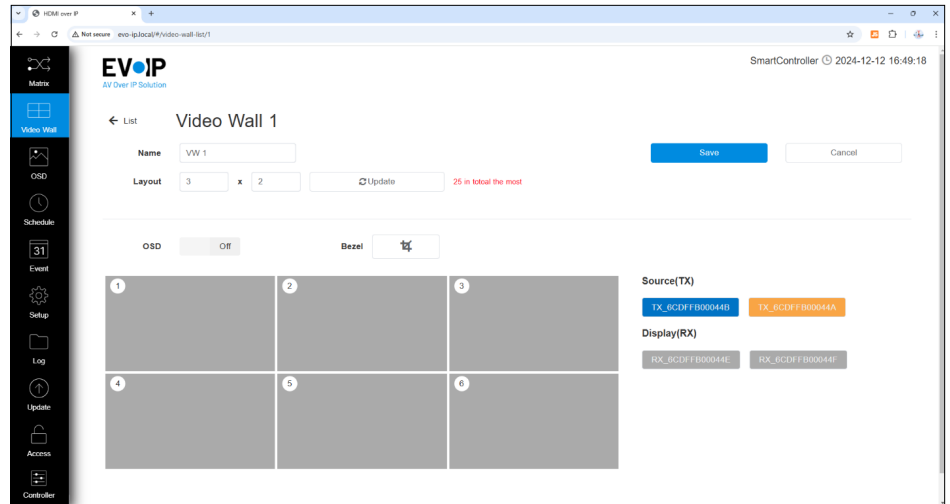 HDMI over IP
Not secure evo-ip.local/#/video-wall-list/1
EVOIP
AV Over IP Solution
SmartController 2024-12-12 16:49:18
Matrix
Video Wall
OSD
Schedule
31
Event
Setup
Log
Update
Access
Controller
List
Video Wall 1
Name VW 1
Save Cancel
Layout 3 x 2 Update 25 in totoal the most
OSD Off Bezel
1 2 3
4 5 6
Source(TX)
TX_6CDFFB00044B TX_6CDFFB00044A
Display(RX)
RX_6CDFFB00044E RX_6CDFFB00044F